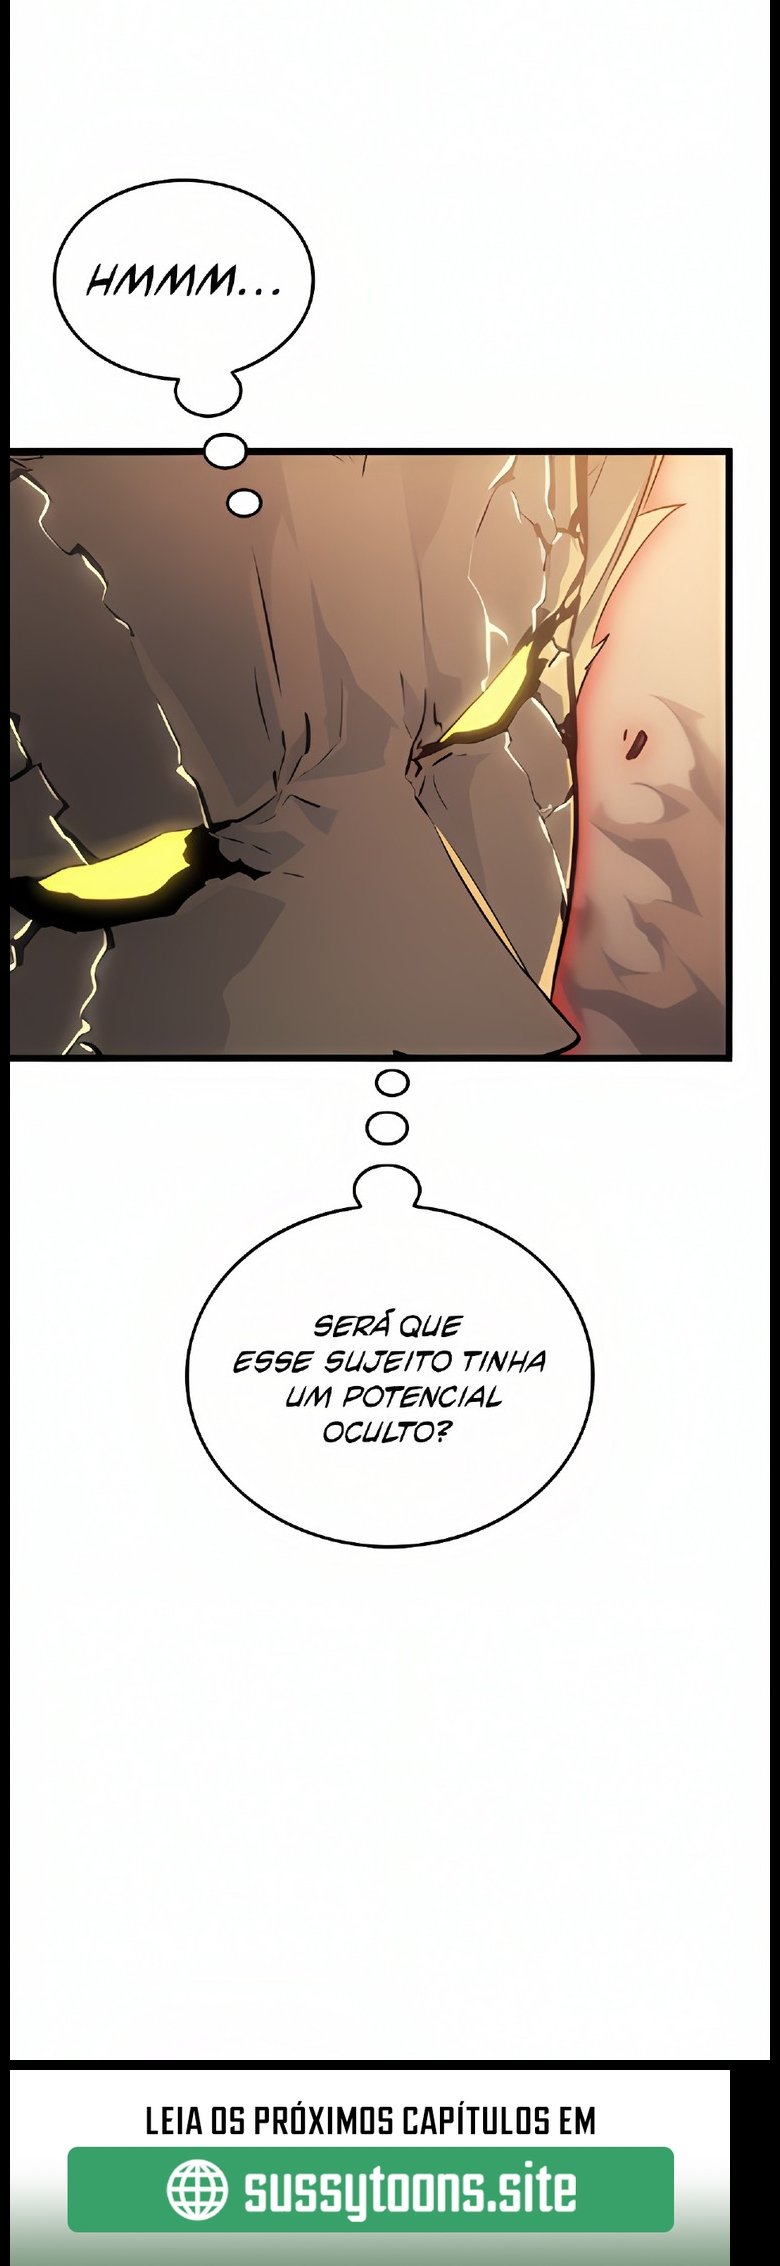 HMMM...
SERÁ QUE
ESSE SUJEITO TINHA
UM POTENCIAL
OCULTO?
LEIA OS PRÓXIMOS CAPÍTULOS EM
sussytoons.site